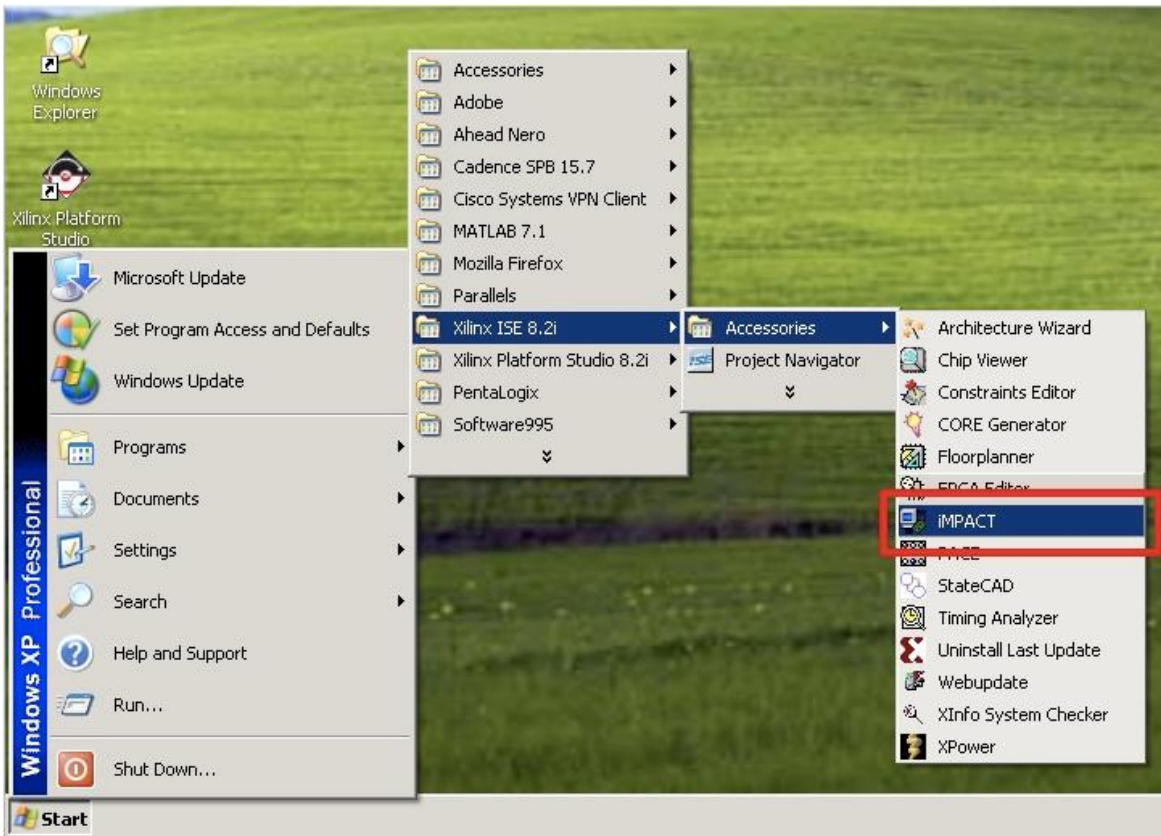 Windows
Explorer
Xilinx Platform
Studio
Windows XP Professional
Microsoft Update
Set Program Access and Defaults
Windows Update
Programs
Documents
Settings
Search
Help and Support
Run...
Shut Down...
Start
Accessories
Adobe
Ahead Nero
Cadence SPB 15.7
Cisco Systems VPN Client
MATLAB 7.1
Mozilla Firefox
Parallels
Xilinx ISE 8.2i
Xilinx Platform Studio 8.2i
PentaLogix
Software995
Accessories
ISE Project Navigator
Architecture Wizard
Chip Viewer
Constraints Editor
CORE Generator
Floorplanner
FPGA Editor
iMPACT
PACE
StateCAD
Timing Analyzer
Uninstall Last Update
Webupdate
XInfo System Checker
XPower